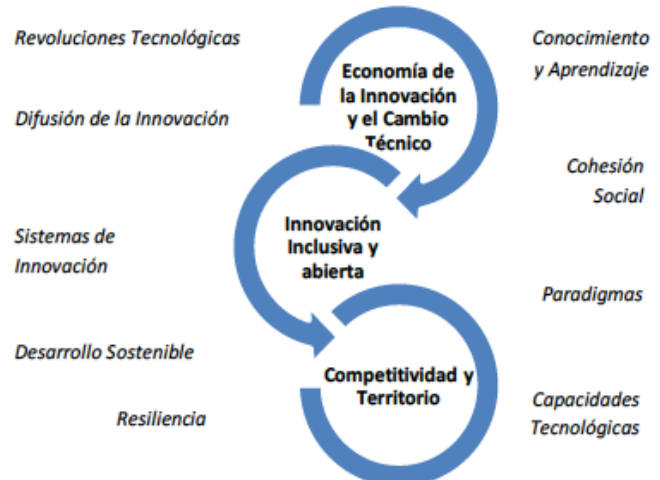 Revoluciones Tecnológicas
Conocimiento
y Aprendizaje
Economía de
la Innovación
y el Cambio
Técnico
Difusión de la Innovación
Cohesión
Social
Innovación
Inclusiva y
abierta
Sistemas de
Innovación
Paradigmas
Desarrollo Sostenible
Competitividad y
Territorio
Resiliencia
Capacidades
Tecnológicas